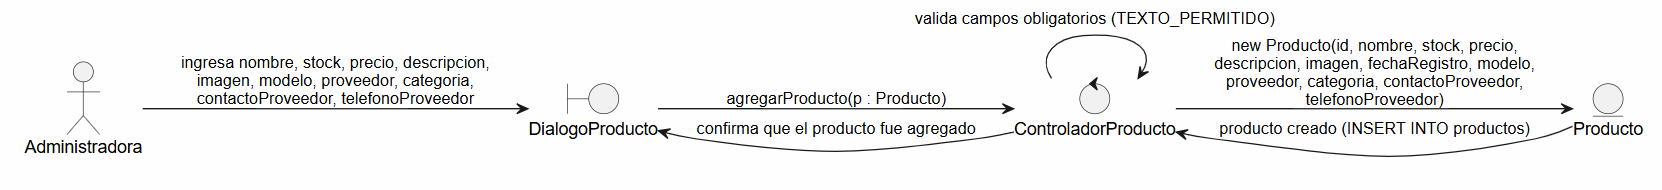 valida campos obligatorios (TEXTO_PERMITIDO)
ingresa nombre, stock, precio, descripcion,
imagen, modelo, proveedor, categoria,
contactoProveedor, telefonoProveedor
new Producto(id, nombre, stock, precio,
descripcion, imagen, fechaRegistro, modelo,
proveedor, categoria, contactoProveedor,
telefonoProveedor)
agregarProducto(p : Producto)
confirma que el producto fue agregado
producto creado (INSERT INTO productos)
Administradora
DialogoProducto
ControladorProducto
Producto